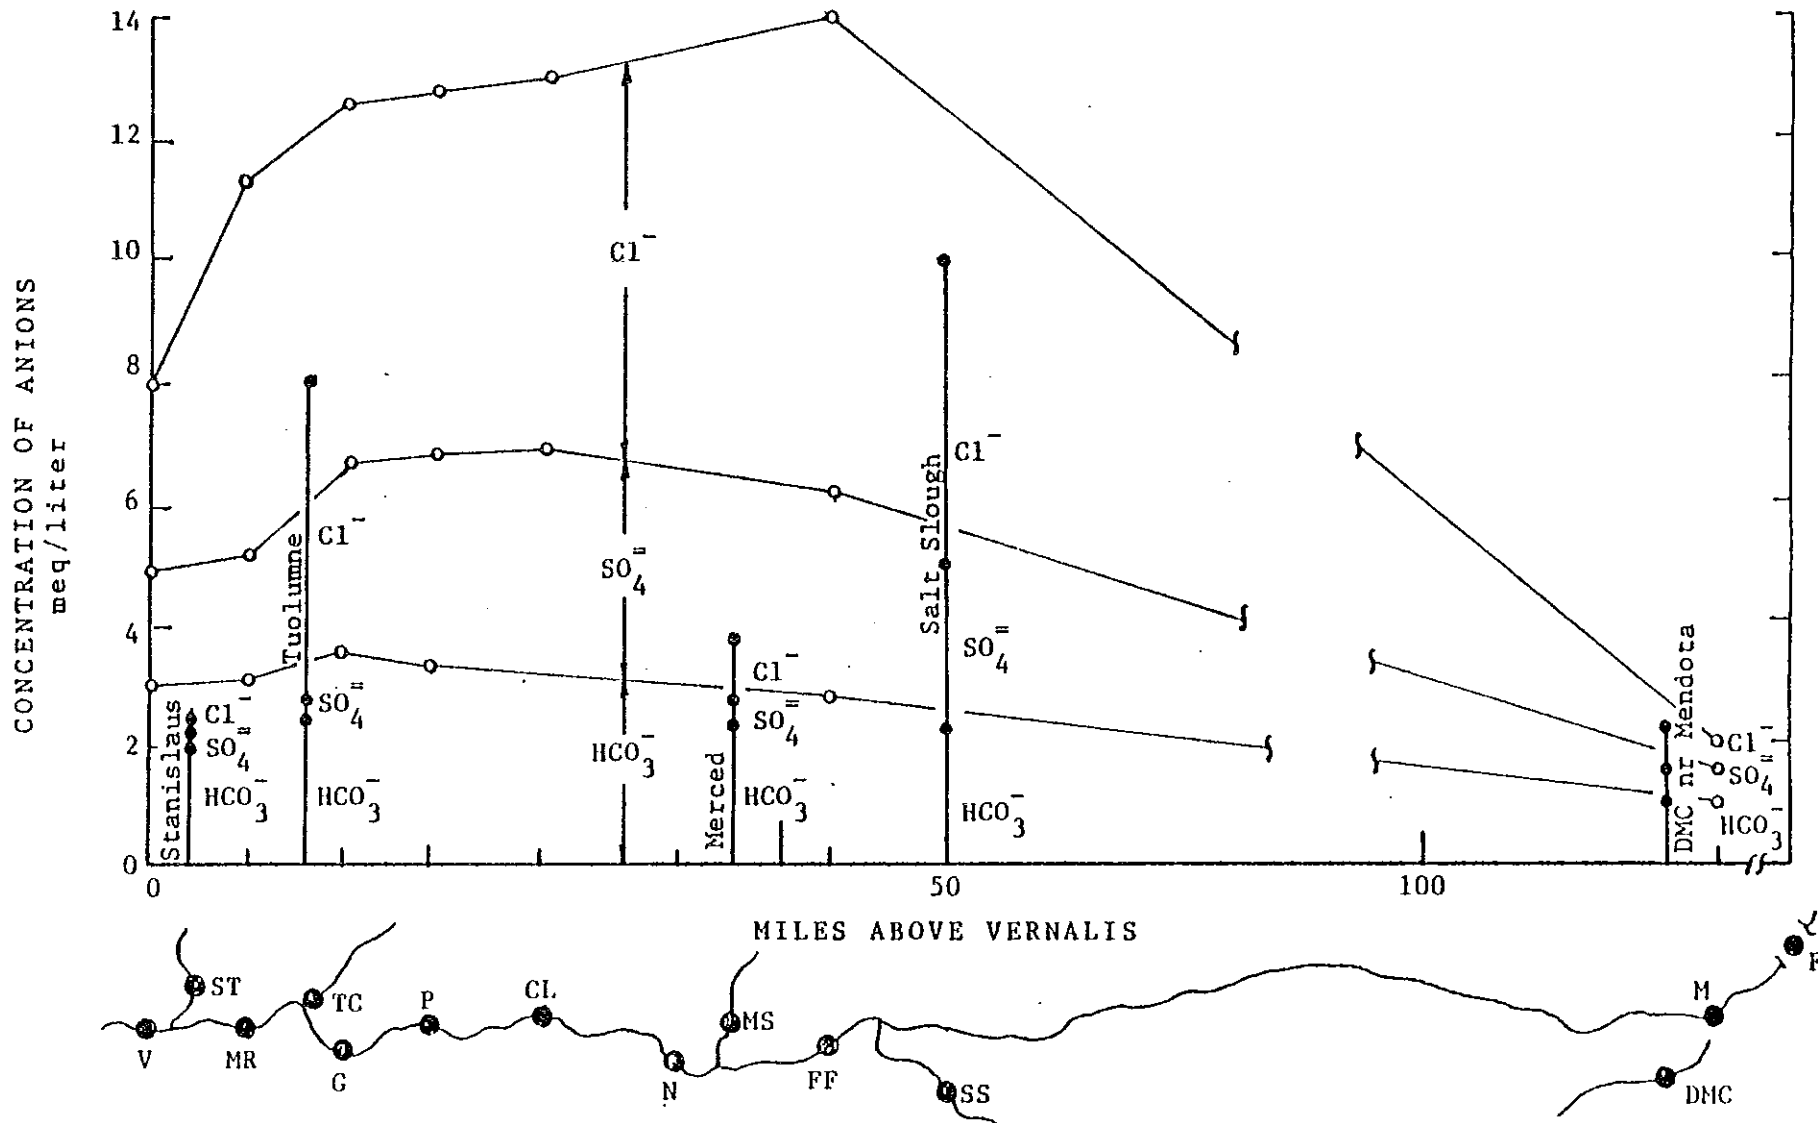 CONCENTRATION OF ANIONS
meq/liter
14
12
10
8
6
4
2
0
Cl⁻
SO₄⁼
HCO₃⁻
Stanislaus
Cl⁻
SO₄⁼
HCO₃⁻
Tuolumne
Cl⁻
SO₄⁼
HCO₃⁻
Merced
Cl⁻
SO₄⁼
HCO₃⁻
Salt Slough
Cl⁻
SO₄⁼
HCO₃⁻
DMC nr Mendota
Cl⁻
SO₄⁼
HCO₃⁻
0
50
100
MILES ABOVE VERNALIS
ST
TC
P
CL
MS
M
F
V
MR
G
N
FF
SS
DMC